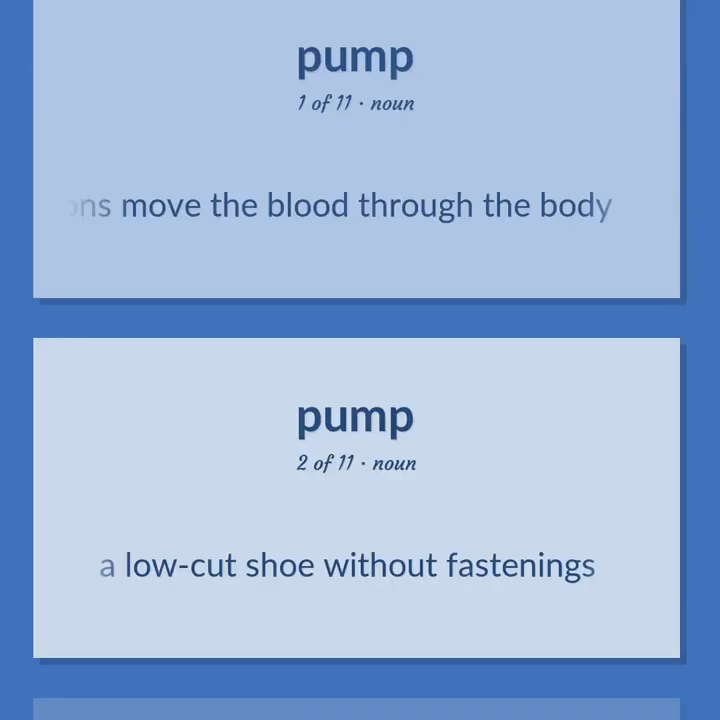 pump
1 of 11 · noun
move the blood through the body
pump
2 of 11 · noun
a low-cut shoe without fastenings